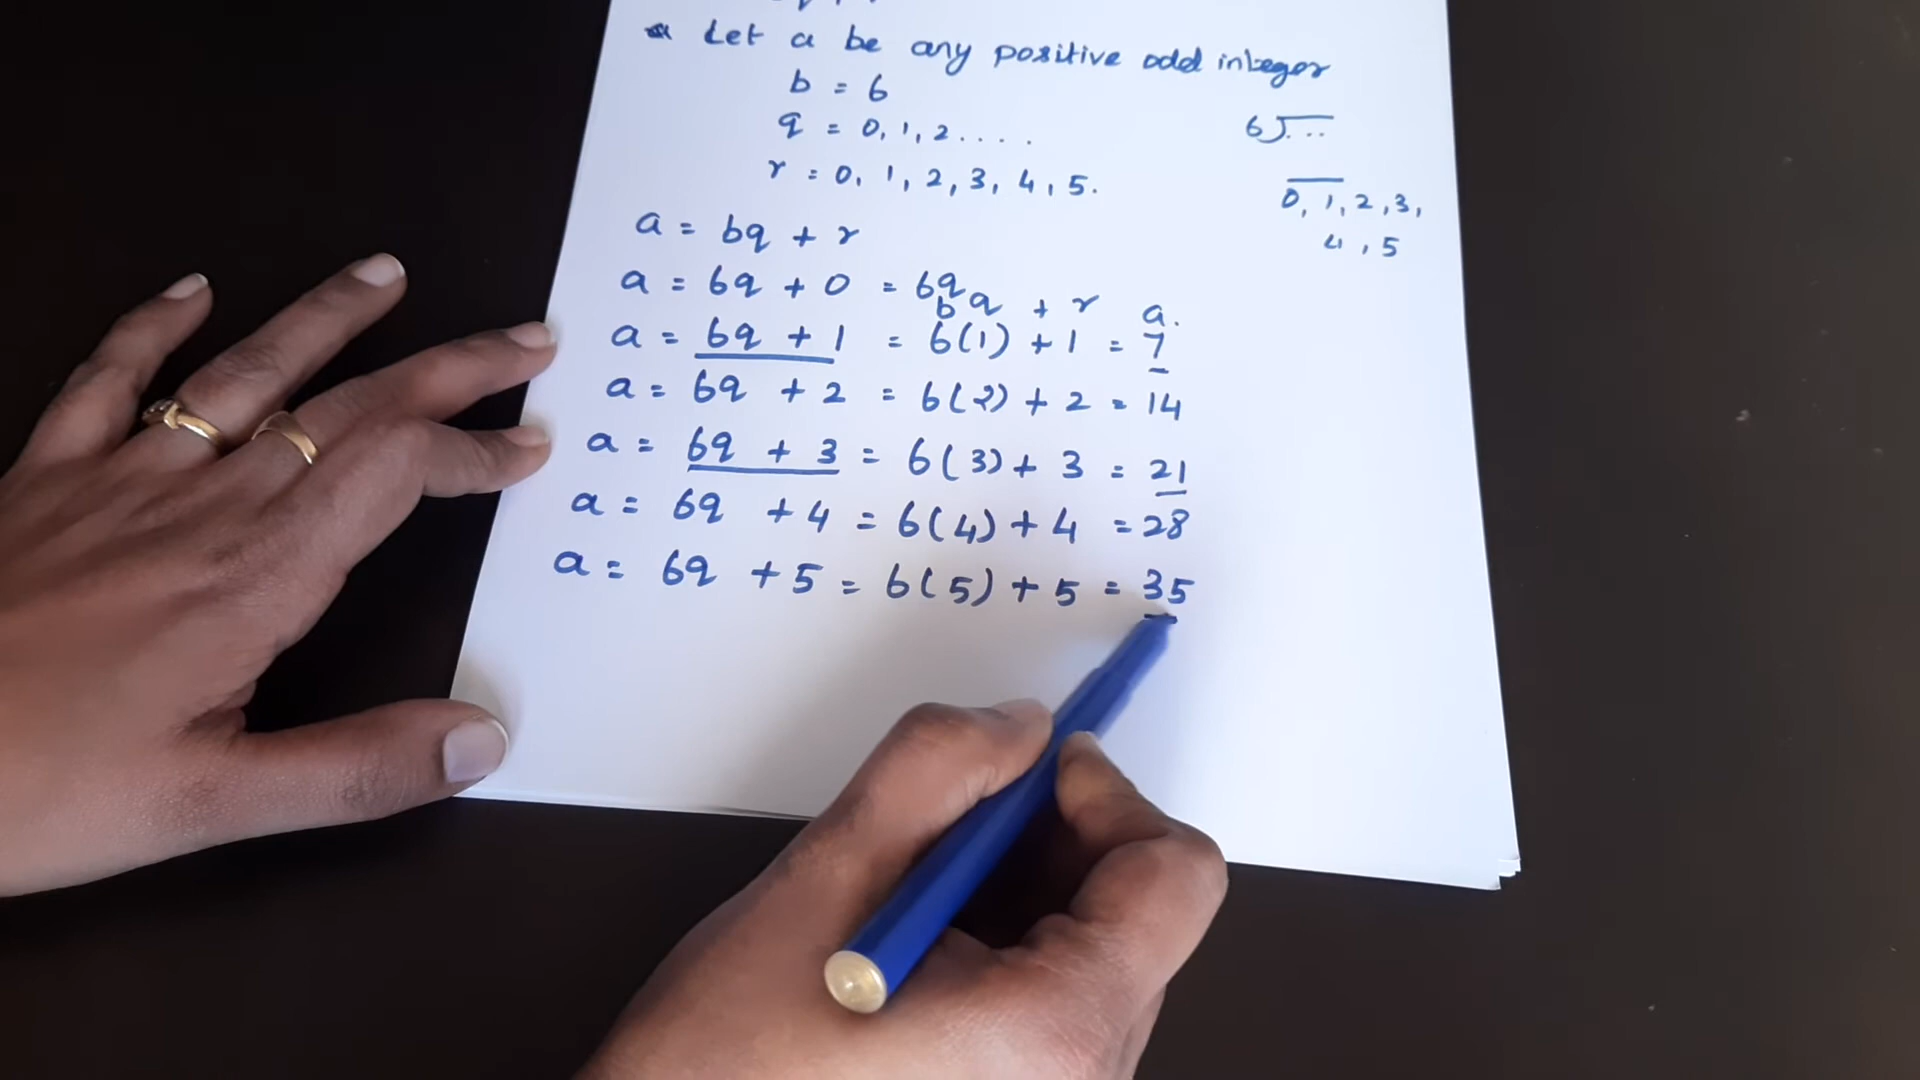 Let a be any positive odd integer
b = 6
q = 0, 1, 2 . . . .
r = 0, 1, 2, 3, 4, 5.
6 ) . . .
0, 1, 2, 3,
4, 5
a = bq + r
a = 6q + 0 = 6q
b q + r a.
a = 6q + 1 = 6(1) + 1 = 7
a = 6q + 2 = 6(2) + 2 = 14
a = 6q + 3 = 6(3) + 3 = 21
a = 6q + 4 = 6(4) + 4 = 28
a = 6q + 5 = 6(5) + 5 = 35